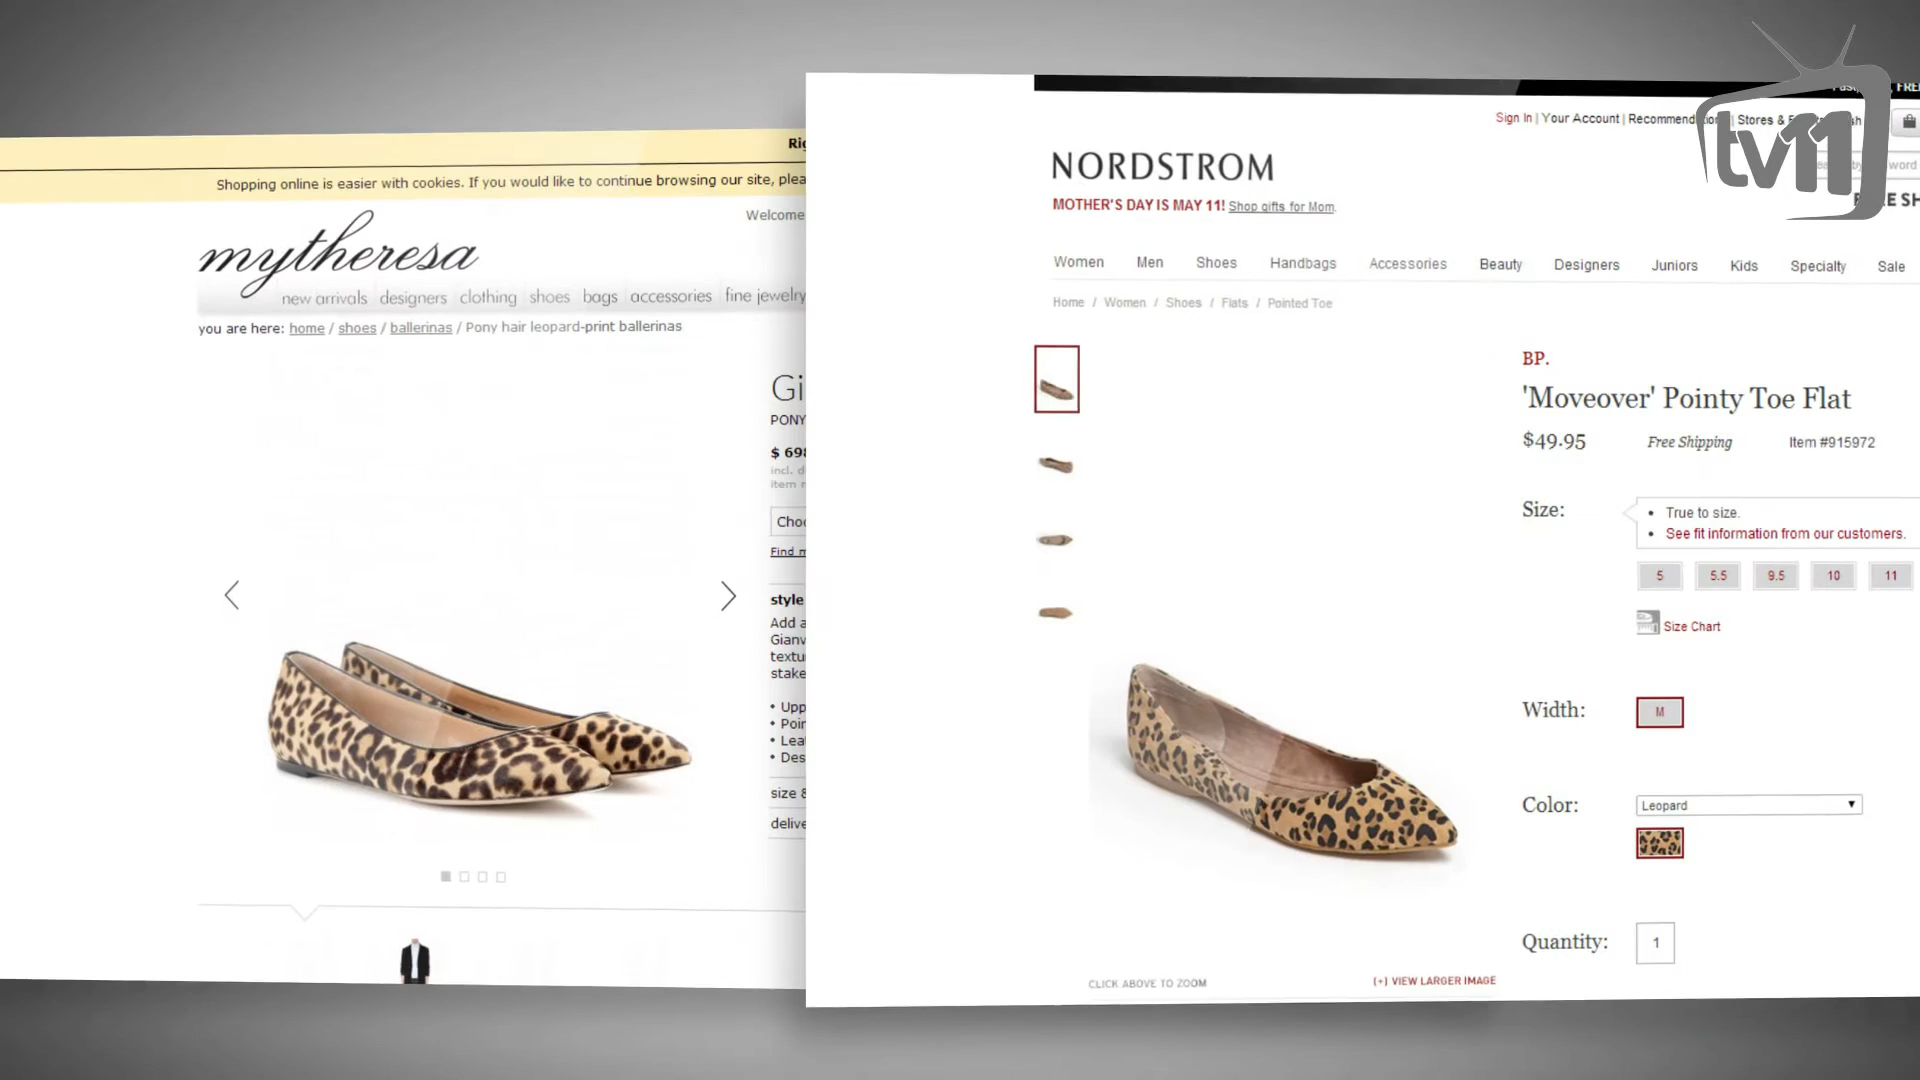 Shopping online is easier with cookies. If you would like to continue browsing our site,
Welcome
mytheresa
new arrivals designers clothing shoes bags accessories fine jewelry
you are here: home / shoes / ballerinas / Pony hair leopard-print ballerinas
PONY
$ 698
incl.
item
Find
style
Add
size &
NORDSTROM
MOTHER'S DAY IS MAY 11! Shop gifts for Mom.
Sign In | Your Account |
tv11
Women Men Shoes Handbags Accessories Beauty Designers Juniors Kids Specialty Sale
Home / Women / Shoes / Flats / Pointed Toe
BP.
'Moveover' Pointy Toe Flat
$49.95 Free Shipping Item #915972
Size:
• True to size.
• See fit information from our customers.
5 5.5 9.5 10 11
Size Chart
Width:
M
Color:
Leopard
Quantity:
1
CLICK ABOVE TO ZOOM
(+) VIEW LARGER IMAGE